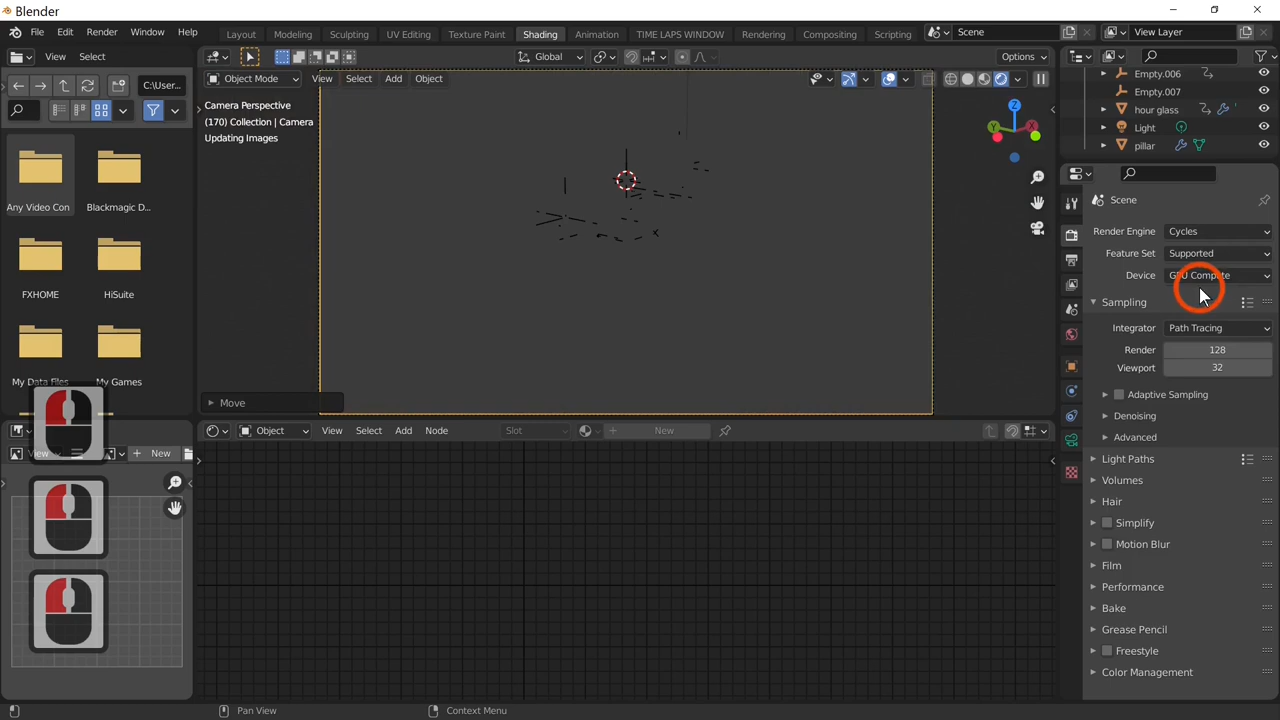 Blender
File Edit Render Window Help
Layout Modeling Sculpting UV Editing Texture Paint Shading Animation TIME LAPS WINDOW Rendering Compositing Scripting
Scene
View Layer
View Select
Global
Options
C:\User...
Object Mode View Select Add Object
Camera Perspective
(170) Collection | Camera
Updating Images
Z
Y
X
Any Video Con
Blackmagic D...
FXHOME
HiSuite
My Data Files
My Games
Move
View
New
Object View Select Add Node
Slot
New
Empty.006
Empty.007
hour glass
Light
pillar
Scene
Render Engine Cycles
Feature Set Supported
Device GPU Compute
Sampling
Integrator Path Tracing
Render 128
Viewport 32
Adaptive Sampling
Denoising
Advanced
Light Paths
Volumes
Hair
Simplify
Motion Blur
Film
Performance
Bake
Grease Pencil
Freestyle
Color Management
Pan View
Context Menu